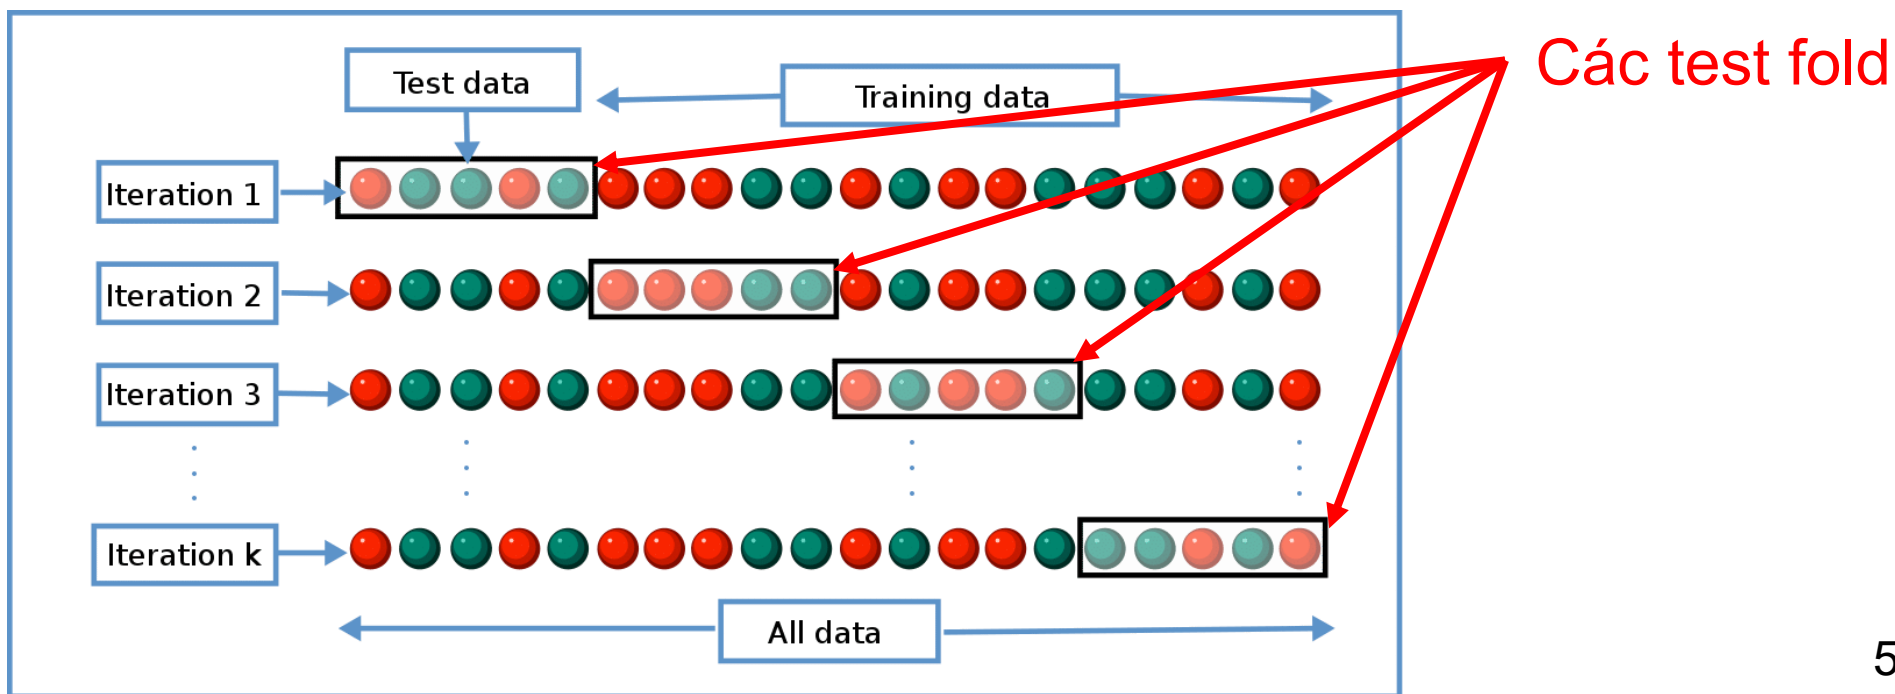 Các test fold
Test data
Training data
Iteration 1
Iteration 2
Iteration 3
Iteration k
All data
5